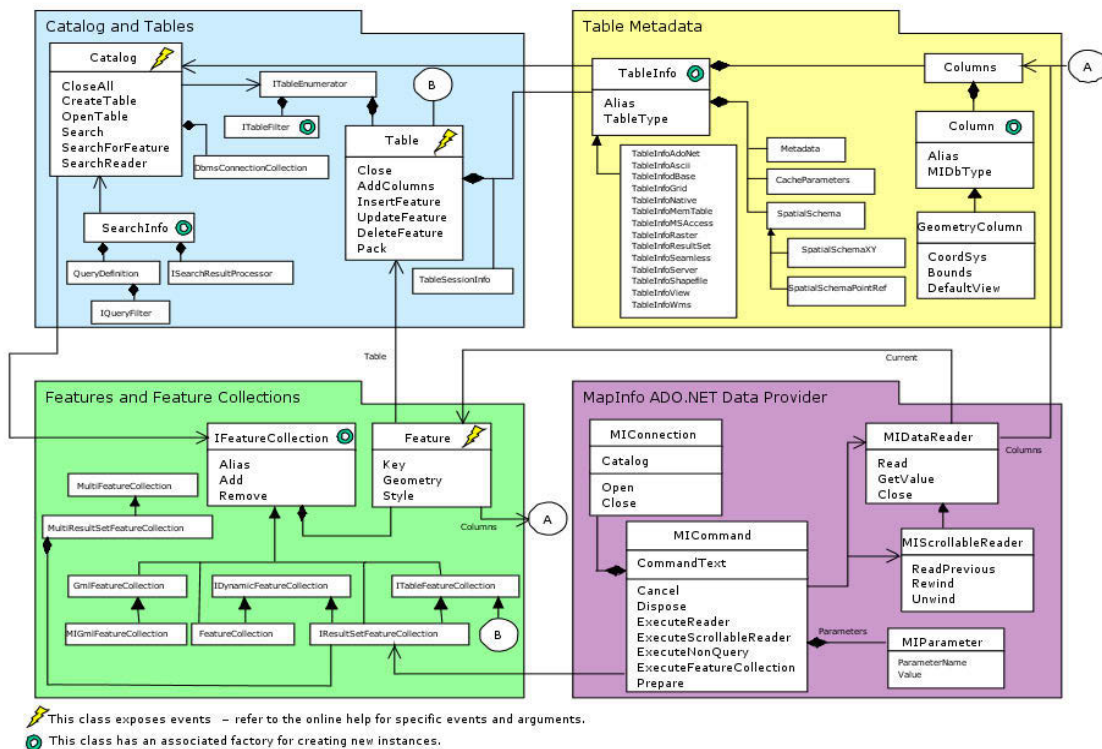 Catalog and Tables
Catalog
CloseAll
CreateTable
OpenTable
Search
SearchForFeature
SearchReader
ITableEnumerator
ITableFilter
DbmsConnectionCollection
B
Table
Close
AddColumns
InsertFeature
UpdateFeature
DeleteFeature
Pack
SearchInfo
QueryDefinition
ISearchResultProcessor
IQueryFilter
TableSessionInfo
Table Metadata
TableInfo
Alias
TableType
TableInfoAdoNet
TableInfoAscii
TableInfodBase
TableInfoGrid
TableInfoNative
TableInfoMemTable
TableInfoMSAccess
TableInfoRaster
TableInfoResultSet
TableInfoSeamless
TableInfoServer
TableInfoShapefile
TableInfoView
TableInfoWms
Metadata
CacheParameters
SpatialSchema
SpatialSchemaXY
SpatialSchemaPointRef
Columns
A
Column
Alias
MIDbType
GeometryColumn
CoordSys
Bounds
DefaultView
Table
Current
Features and Feature Collections
IFeatureCollection
Alias
Add
Remove
Feature
Key
Geometry
Style
Columns
A
MultiFeatureCollection
MultiResultSetFeatureCollection
GmlFeatureCollection
IDynamicFeatureCollection
ITableFeatureCollection
MIGmlFeatureCollection
FeatureCollection
IResultSetFeatureCollection
B
MapInfo ADO.NET Data Provider
MIConnection
Catalog
Open
Close
MICommand
CommandText
Cancel
Dispose
ExecuteReader
ExecuteScrollableReader
ExecuteNonQuery
ExecuteFeatureCollection
Prepare
MIDataReader
Read
GetValue
Close
Columns
MIScrollableReader
ReadPrevious
Rewind
Unwind
Parameters
MIParameter
ParameterName
Value
This class exposes events – refer to the online help for specific events and arguments.
This class has an associated factory for creating new instances.